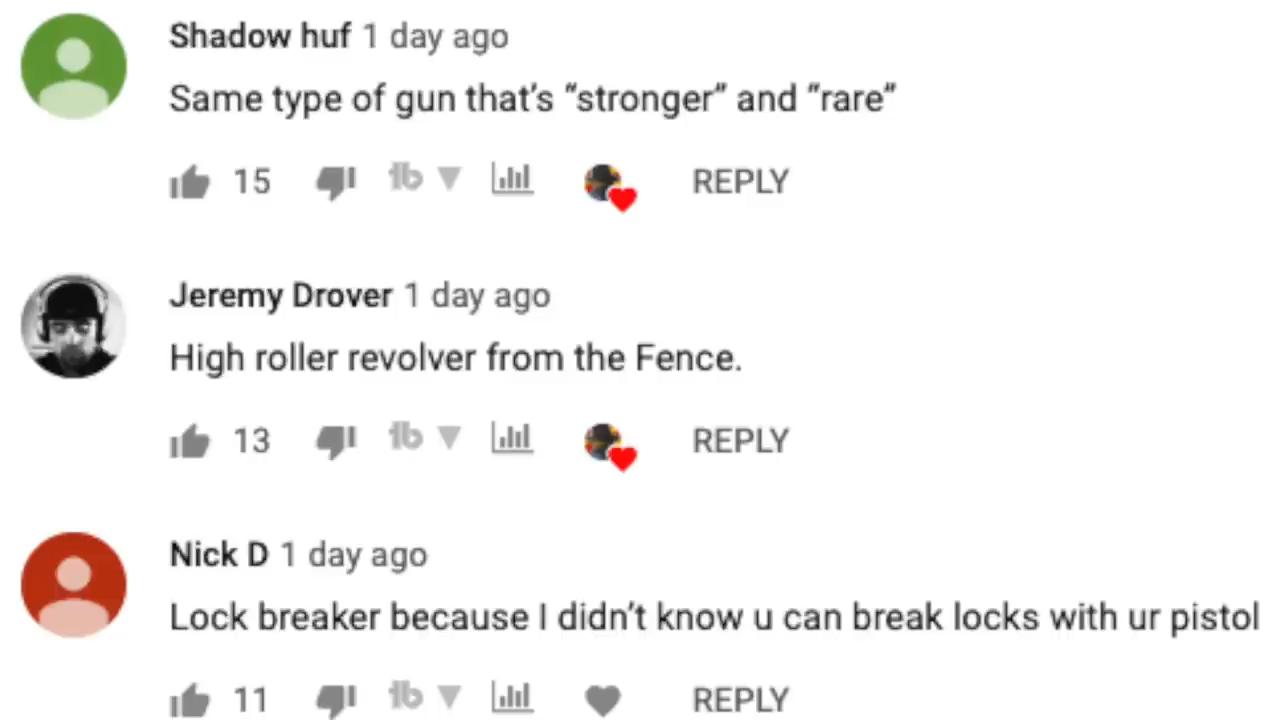 Shadow huf 1 day ago
Same type of gun that's “stronger” and “rare”
15 REPLY
Jeremy Drover 1 day ago
High roller revolver from the Fence.
13 REPLY
Nick D 1 day ago
Lock breaker because I didn't know u can break locks with ur pistol
11 REPLY